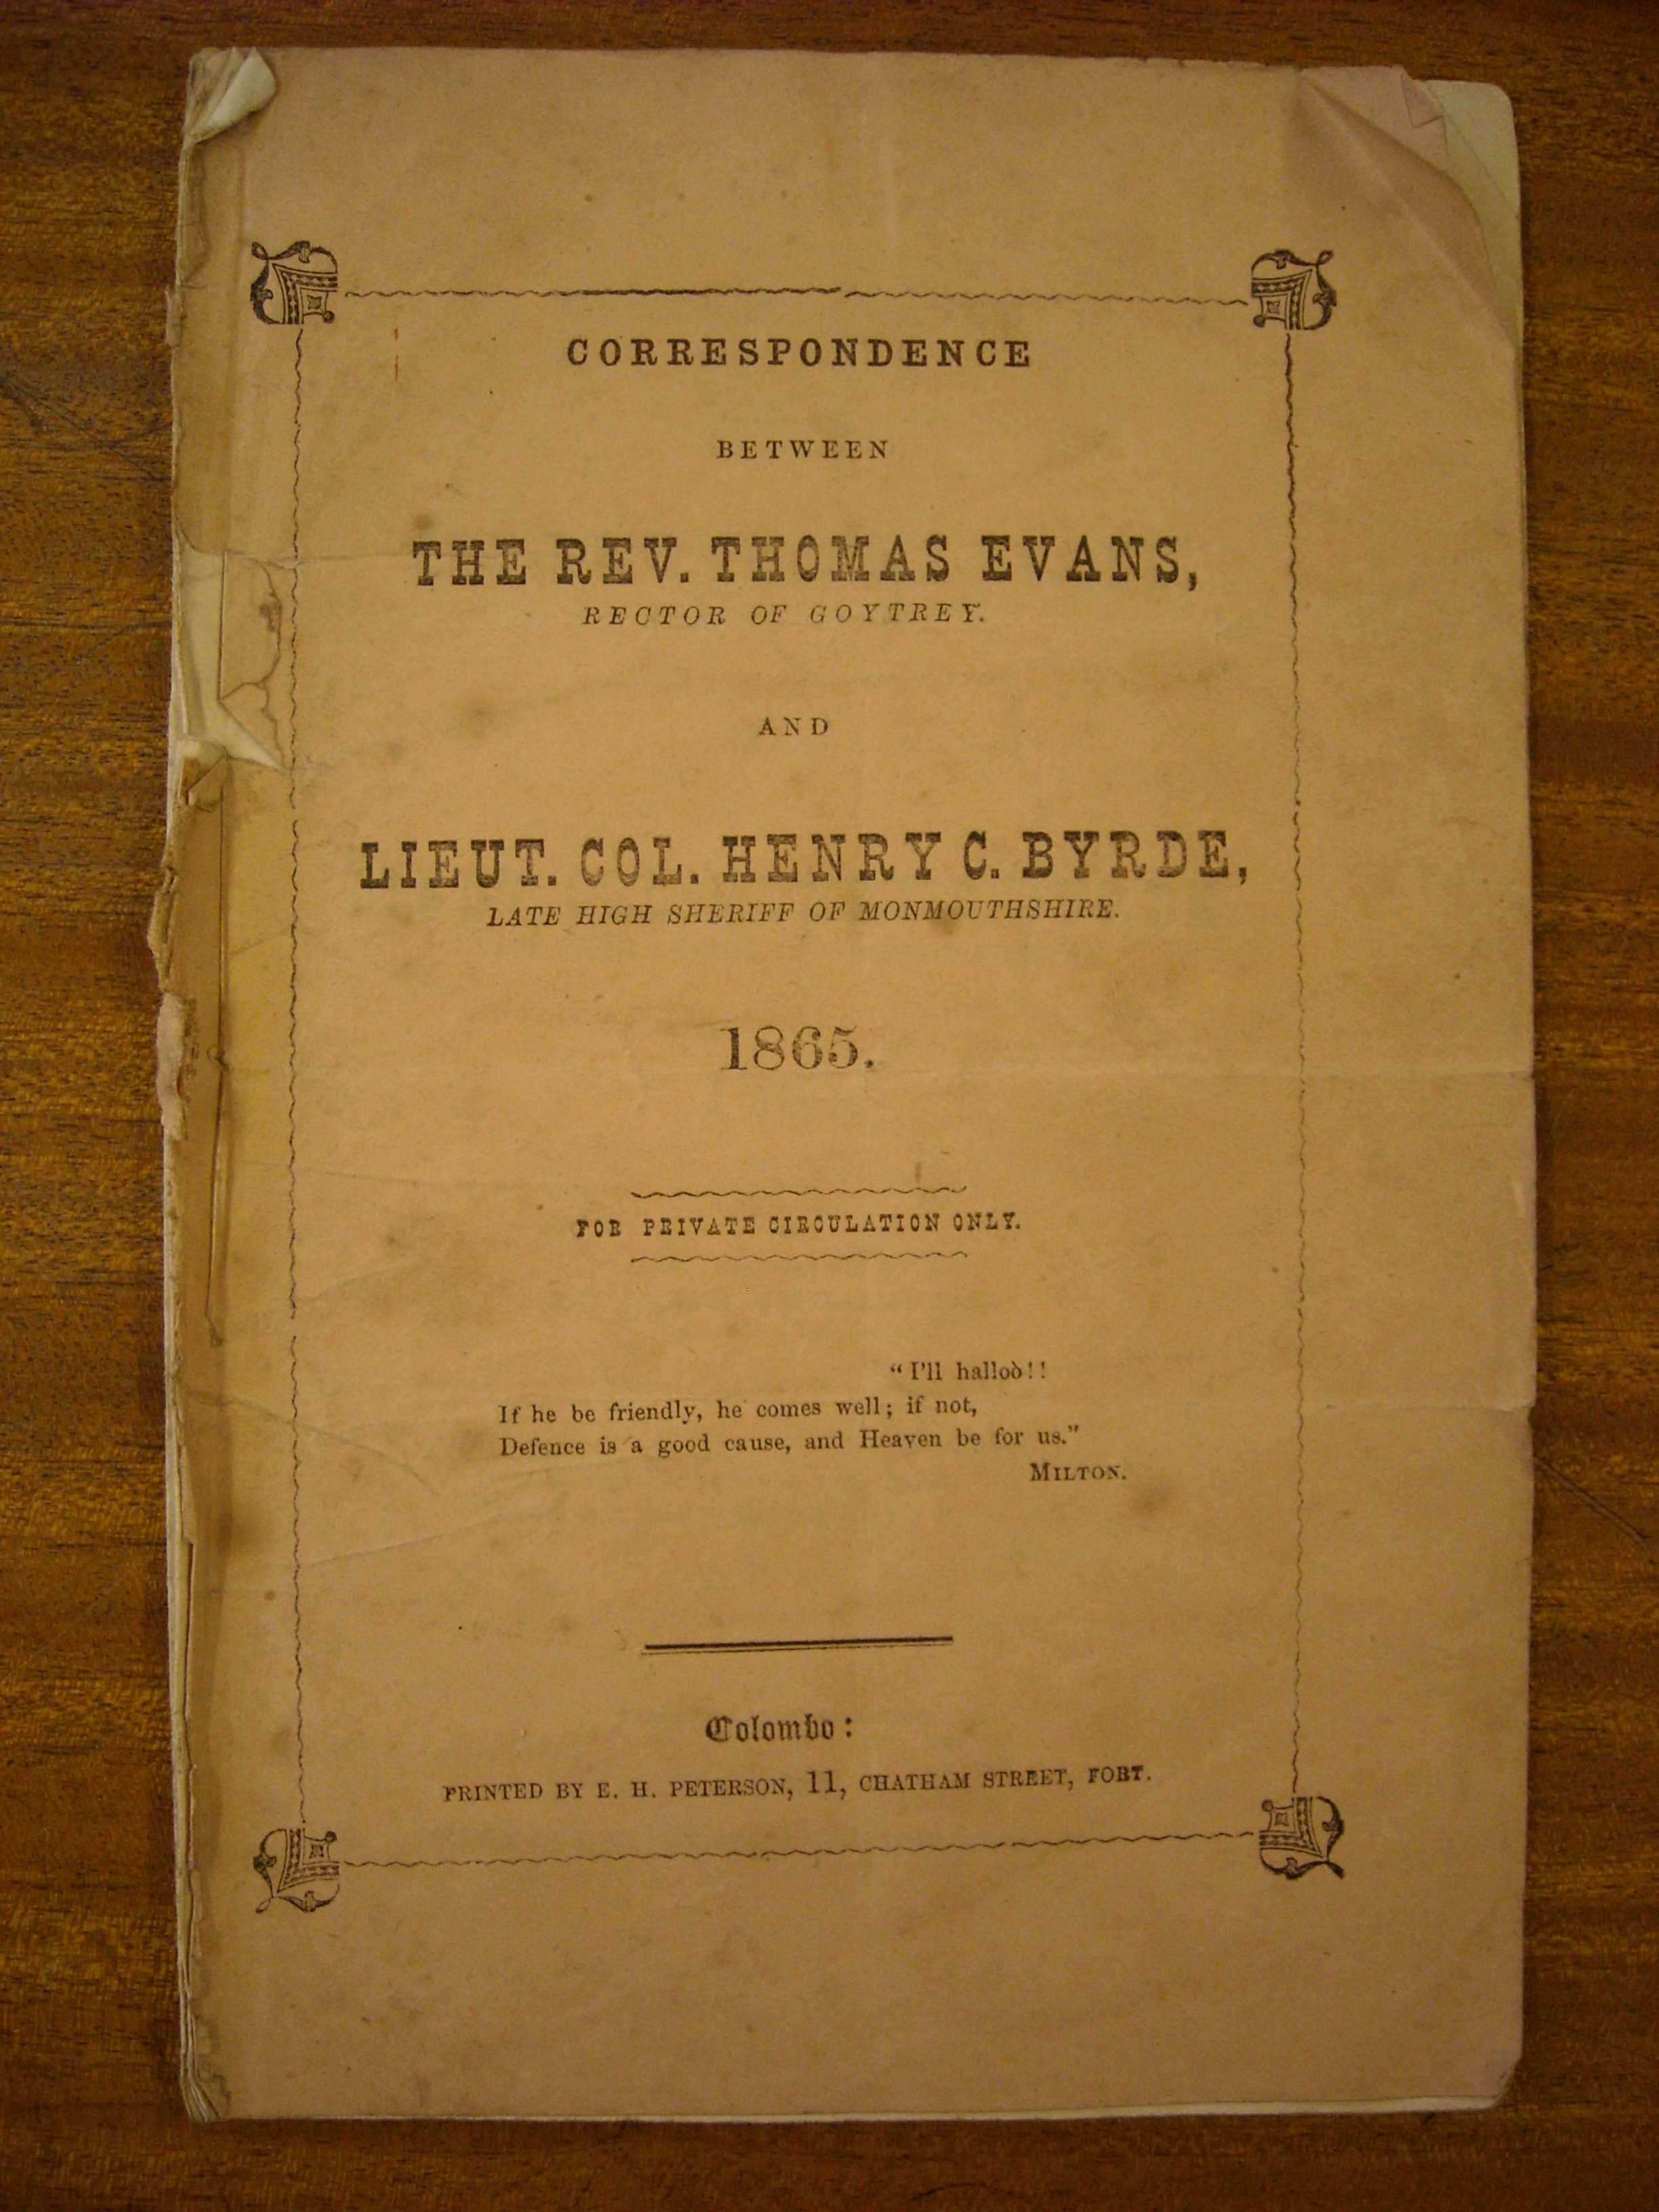 CORRESPONDENCE
BETWEEN
THE REV. THOMAS EVANS,
RECTOR OF GOYTREY.
AND
LIEUT. COL. HENRY C. BYRDE,
LATE HIGH SHERIFF OF MONMOUTHSHIRE.
1865.
FOR PRIVATE CIRCULATION ONLY.
“ I'll halloò!!
If he be friendly, he comes well; if not,
Defence is a good cause, and Heaven be for us.”
MILTON.
Colombo:
PRINTED BY E. H. PETERSON, 11, CHATHAM STREET, FORT.